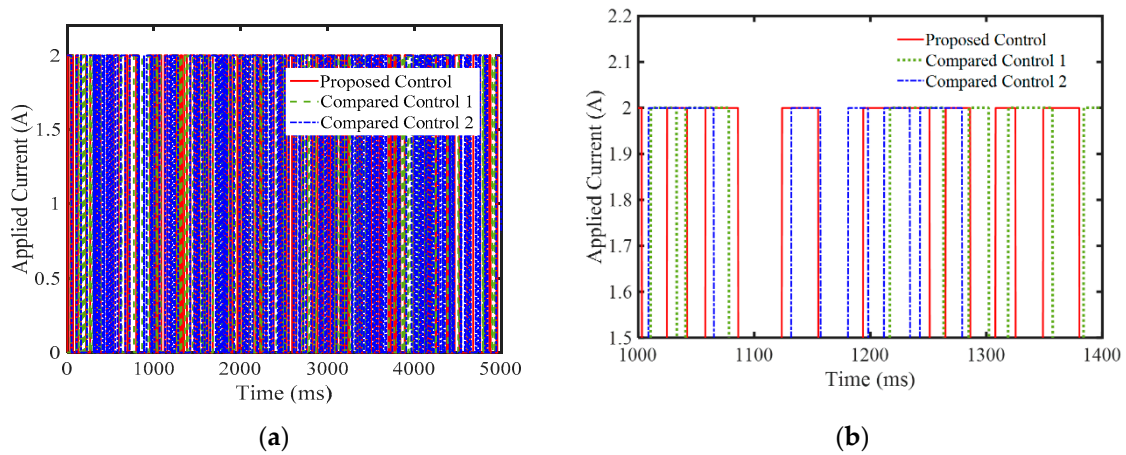 2
1.5
1
0.5
0
Applied Current (A)
Proposed Control
Compared Control 1
Compared Control 2
0 1000 2000 3000 4000 5000
Time (ms)
(a)
2.2
2.1
2
1.9
1.8
1.7
1.6
1.5
Applied Current (A)
Proposed Control
Compared Control 1
Compared Control 2
1000 1100 1200 1300 1400
Time (ms)
(b)